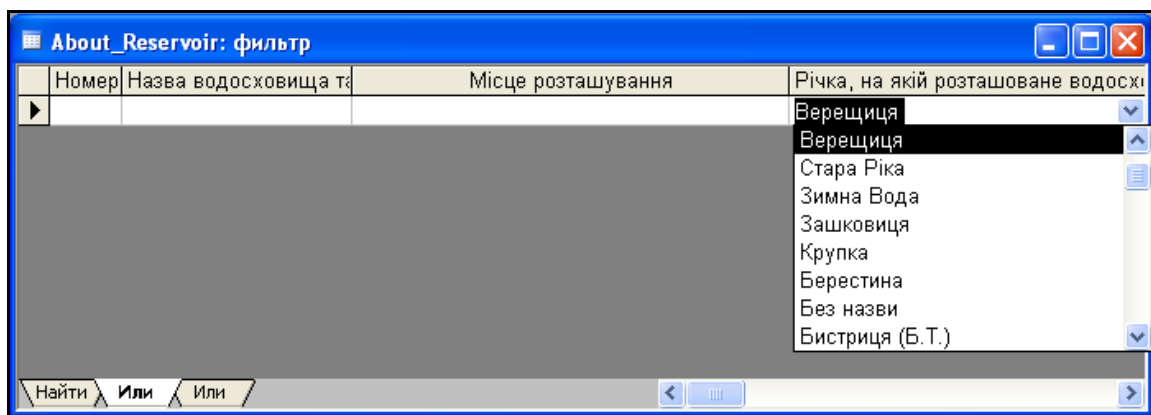 About_Reservoir: фильтр
Номер Назва водосховища та Місце розташування Річка, на якій розташоване водосх
Верещиця
Верещиця
Стара Ріка
Зимна Вода
Зашковиця
Крупка
Берестина
Без назви
Бистриця (Б.Т.)
Найти Или Или